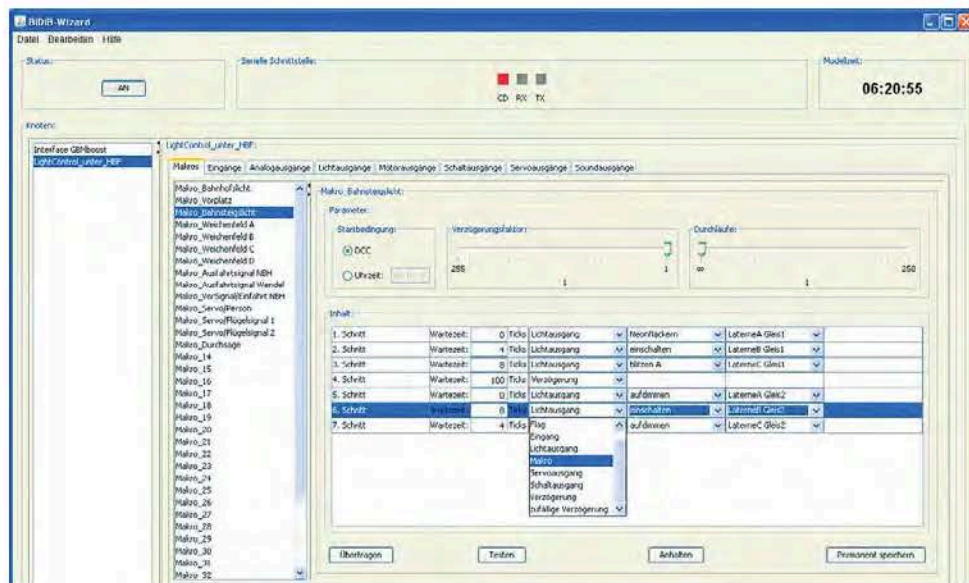 BiDiB-Wizard
Datei Bearbeiten Hilfe
Status:
AN
Serielle Schnittstelle:
CD RX TX
Modellzeit:
06:20:55
Knoten:
Interface GBMboost
LightControl_unter_HBF
LightControl_unter_HBF:
Makros Eingänge Analogausgänge Lichtausgänge Motorausgänge Schaltausgänge Servoausgänge Soundausgänge
Makro_Bahnhofslicht
Makro_Vorplatz
Makro_Bahnsteigslicht
Makro_Weichenfeld A
Makro_Weichenfeld B
Makro_Weichenfeld C
Makro_Weichenfeld D
Makro_Ausfahrtsignal NBH
Makro_Ausfahrtsignal Wendel
Makro_VorSignal/Einfahrt NBH
Makro_Servo/Person
Makro_Servo/Flügelsignal 1
Makro_Servo/Flügelsignal 2
Makro_Durchsage
Makro_14
Makro_15
Makro_16
Makro_17
Makro_18
Makro_19
Makro_20
Makro_21
Makro_22
Makro_23
Makro_24
Makro_25
Makro_26
Makro_27
Makro_28
Makro_29
Makro_30
Makro_31
Makro_32
Makro_Bahnsteigslicht:
Parameter:
Startbedingung:
DCC
Uhrzeit:
Verzögerungsfaktor:
255 1
1
Durchläufe:
∞ 250
1
Inhalt:
1. Schritt Wartezeit: 0 Ticks Lichtausgang Neonflackern LaterneA Gleis1
2. Schritt Wartezeit: 4 Ticks Lichtausgang einschalten LaterneB Gleis1
3. Schritt Wartezeit: 8 Ticks Lichtausgang blitzen A LaterneC Gleis1
4. Schritt Wartezeit: 100 Ticks Verzögerung
5. Schritt Wartezeit: 0 Ticks Lichtausgang aufdimmen LaterneA Gleis2
6. Schritt Wartezeit: 8 Ticks Lichtausgang einschalten LaterneB Gleis2
7. Schritt Wartezeit: 4 Ticks Flag aufdimmen LaterneC Gleis2
Eingang
Lichtausgang
Makro
Servoausgang
Schaltausgang
Verzögerung
zufällige Verzögerung
Übertragen Testen Anhalten Permanent speichern